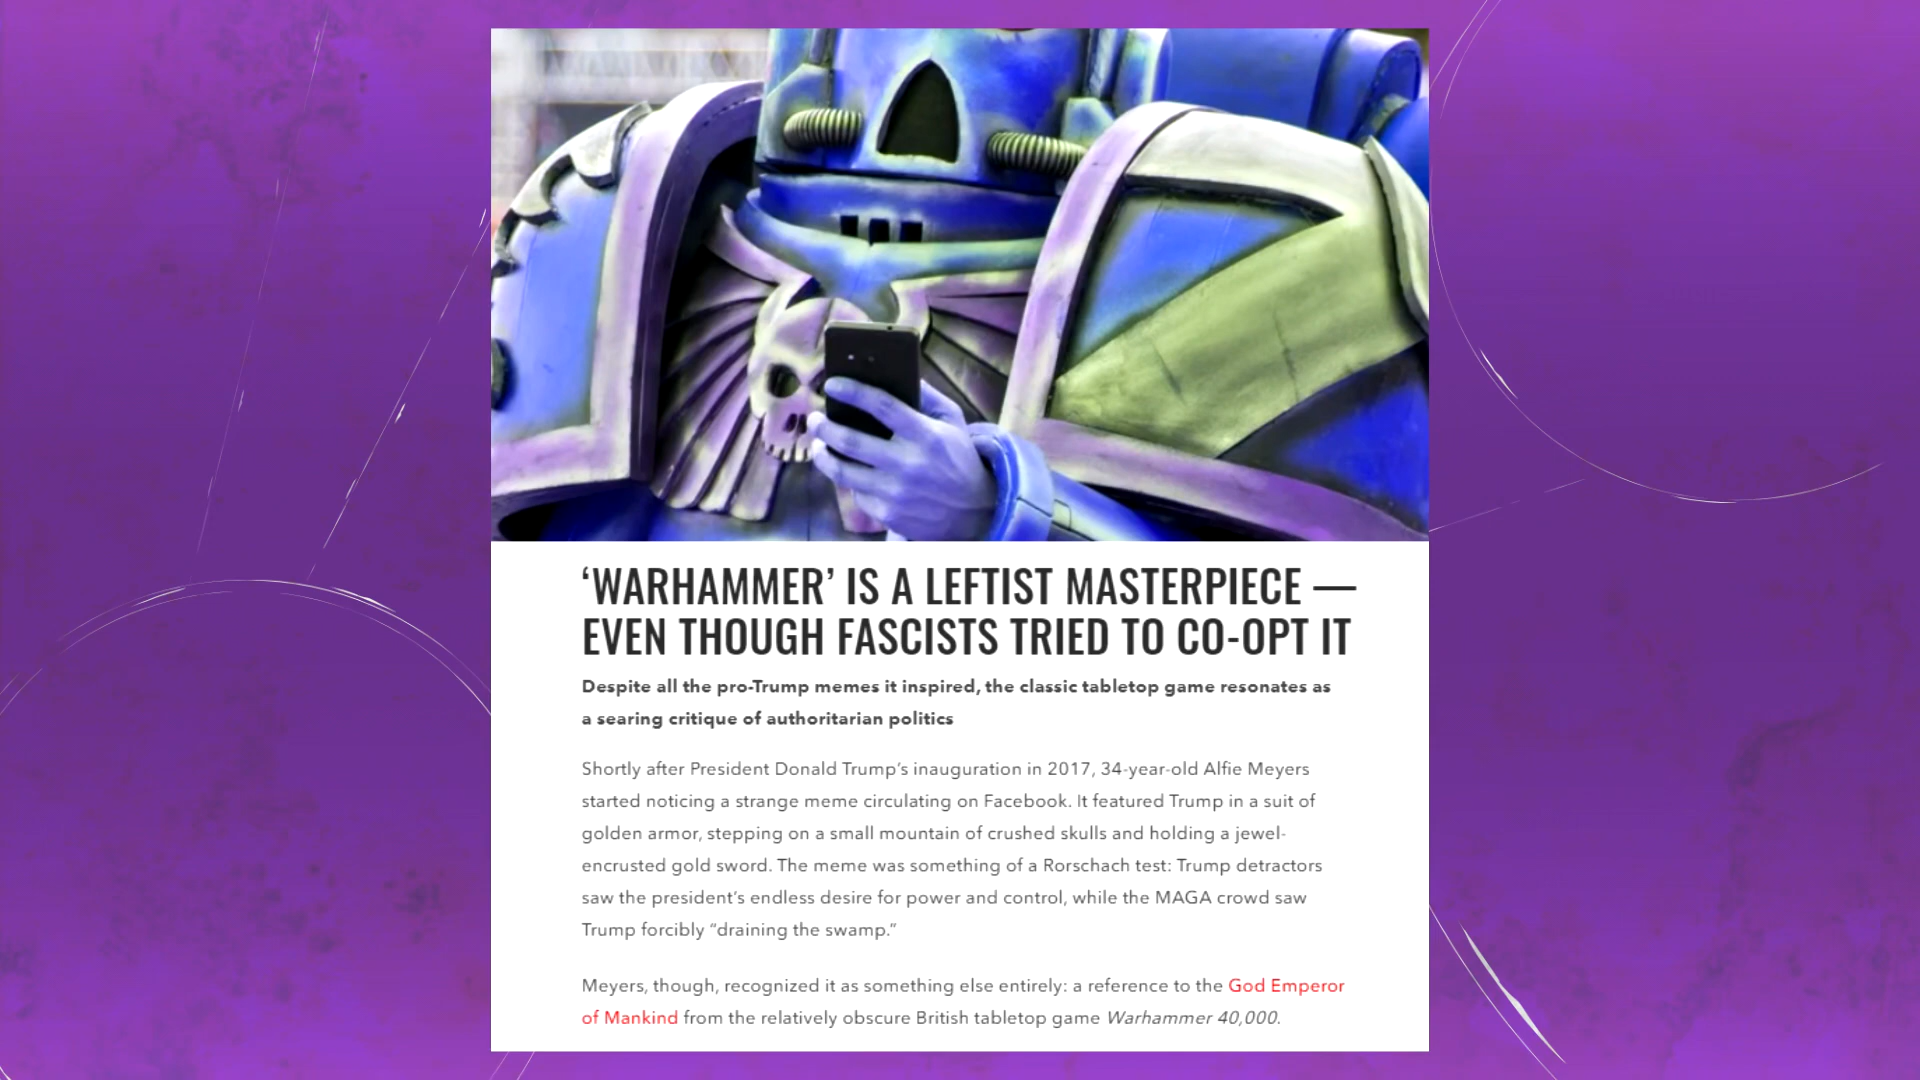 ‘WARHAMMER’ IS A LEFTIST MASTERPIECE —
EVEN THOUGH FASCISTS TRIED TO CO-OPT IT
Despite all the pro-Trump memes it inspired, the classic tabletop game resonates as
a searing critique of authoritarian politics
Shortly after President Donald Trump’s inauguration in 2017, 34-year-old Alfie Meyers
started noticing a strange meme circulating on Facebook. It featured Trump in a suit of
golden armor, stepping on a small mountain of crushed skulls and holding a jewel-
encrusted gold sword. The meme was something of a Rorschach test: Trump detractors
saw the president’s endless desire for power and control, while the MAGA crowd saw
Trump forcibly “draining the swamp.”
Meyers, though, recognized it as something else entirely: a reference to the God Emperor
of Mankind from the relatively obscure British tabletop game Warhammer 40,000.